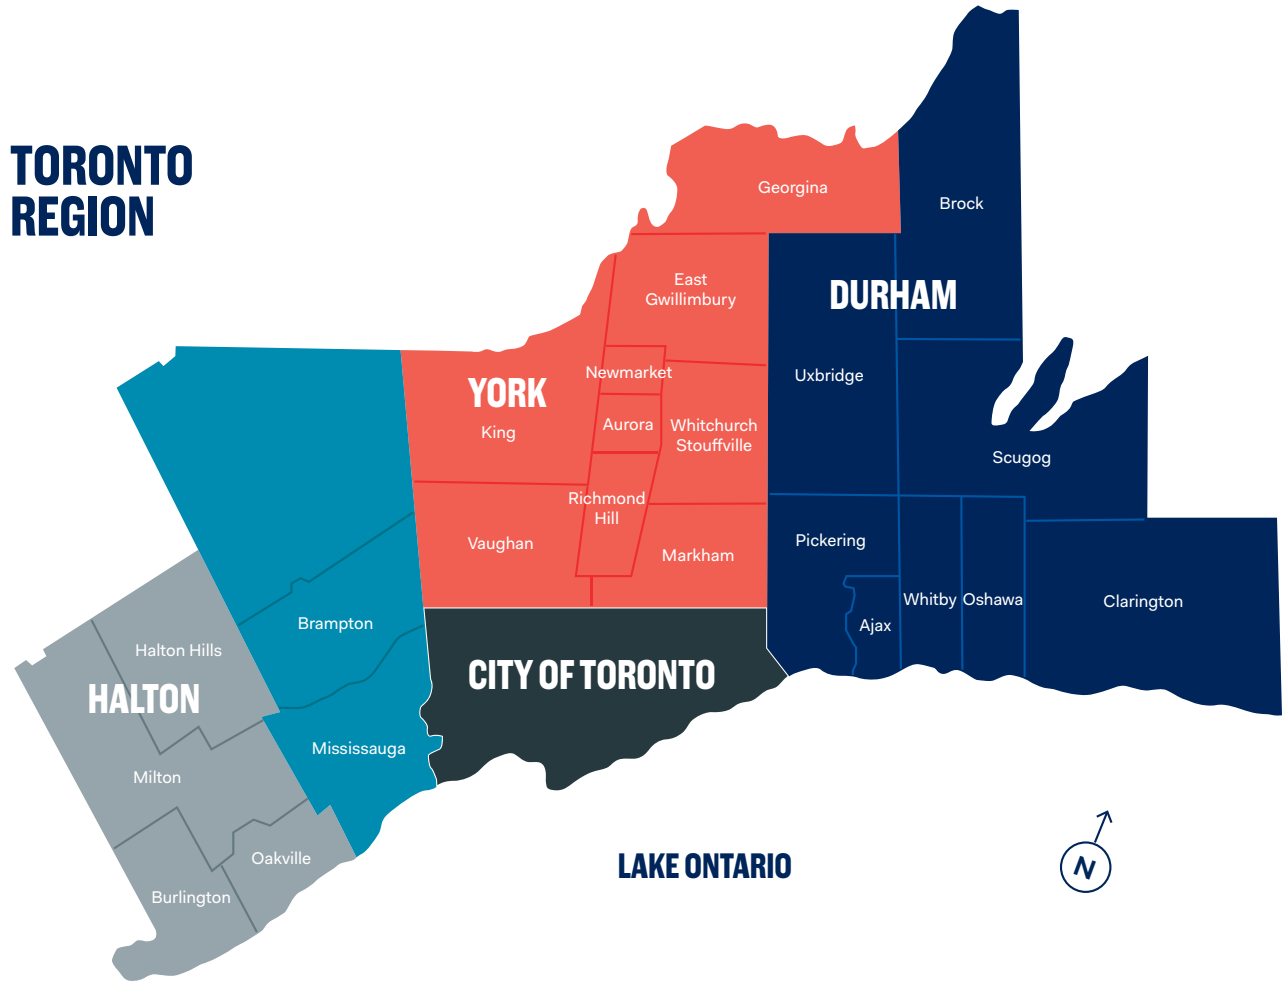 TORONTO
REGION
Georgina
Brock
East
Gwillimbury
DURHAM
Newmarket
Uxbridge
YORK
King
Aurora
Whitchurch
Stouffville
Scugog
Richmond
Hill
Vaughan
Markham
Pickering
Whitby
Oshawa
Clarington
Ajax
Brampton
Halton Hills
HALTON
CITY OF TORONTO
Mississauga
Milton
Oakville
Burlington
LAKE ONTARIO
N